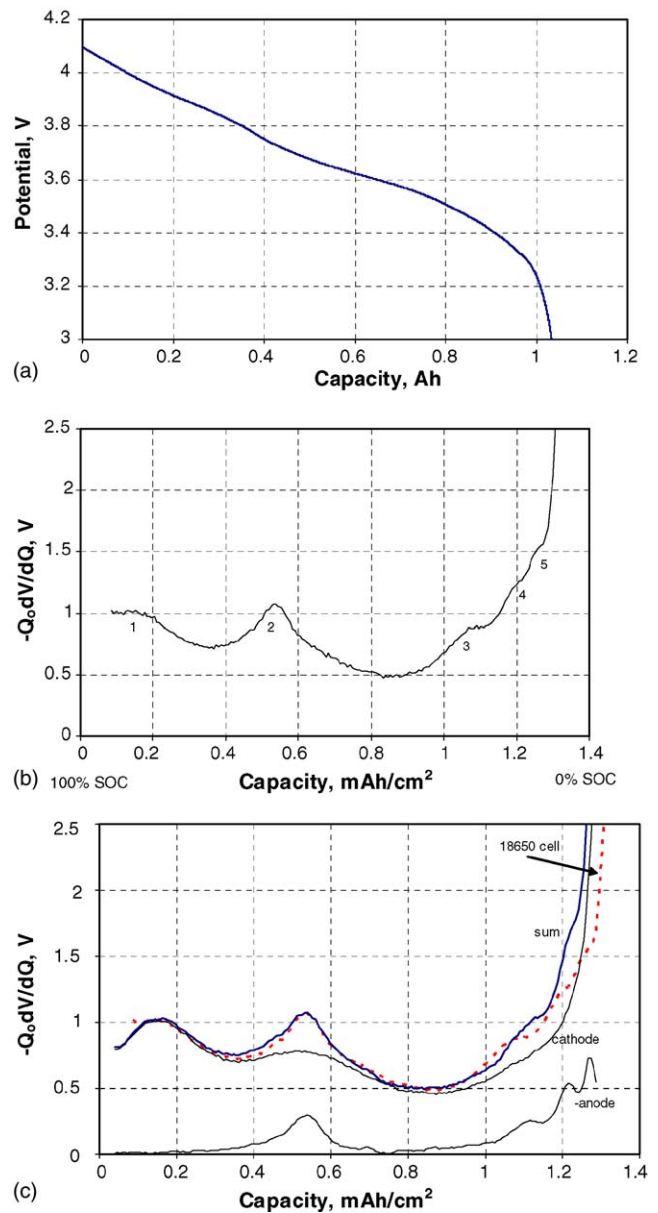 4.2
4
3.8
3.6
3.4
3.2
3
Potential, V
0 0.2 0.4 0.6 0.8 1 1.2
(a) Capacity, Ah
2.5
2
1.5
1
0.5
0
-QodV/dQ, V
1 2 3 4 5
0 0.2 0.4 0.6 0.8 1 1.2 1.4
(b) 100% SOC Capacity, mAh/cm² 0% SOC
2.5
2
1.5
1
0.5
0
-QodV/dQ, V
18650 cell
sum
cathode
-anode
0 0.2 0.4 0.6 0.8 1 1.2 1.4
(c) Capacity, mAh/cm²